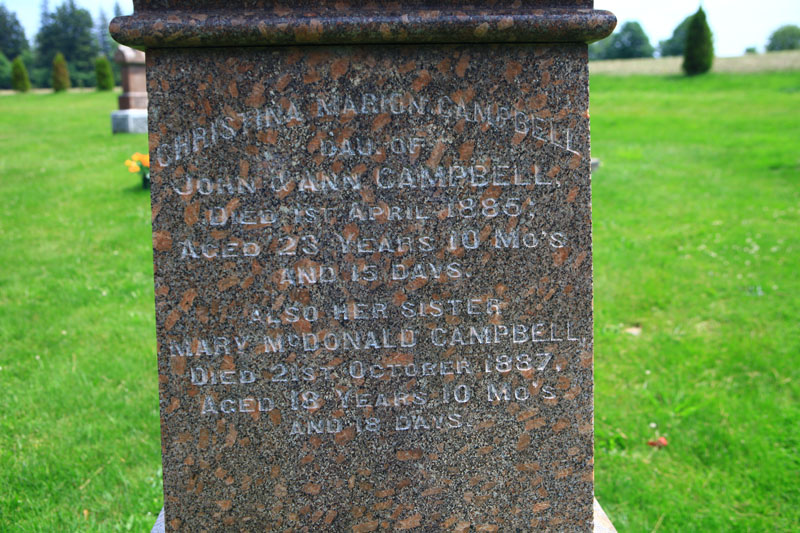 CHRISTINA MARION CAMPBELL
DAU. OF
JOHN & ANN CAMPBELL,
DIED 1ST APRIL 1885,
AGED 23 YEARS 10 MO'S
AND 15 DAYS.
ALSO HER SISTER
MARY MCDONALD CAMPBELL,
DIED 21ST OCTOBER 1887,
AGED 18 YEARS 10 MO'S
AND 18 DAYS.